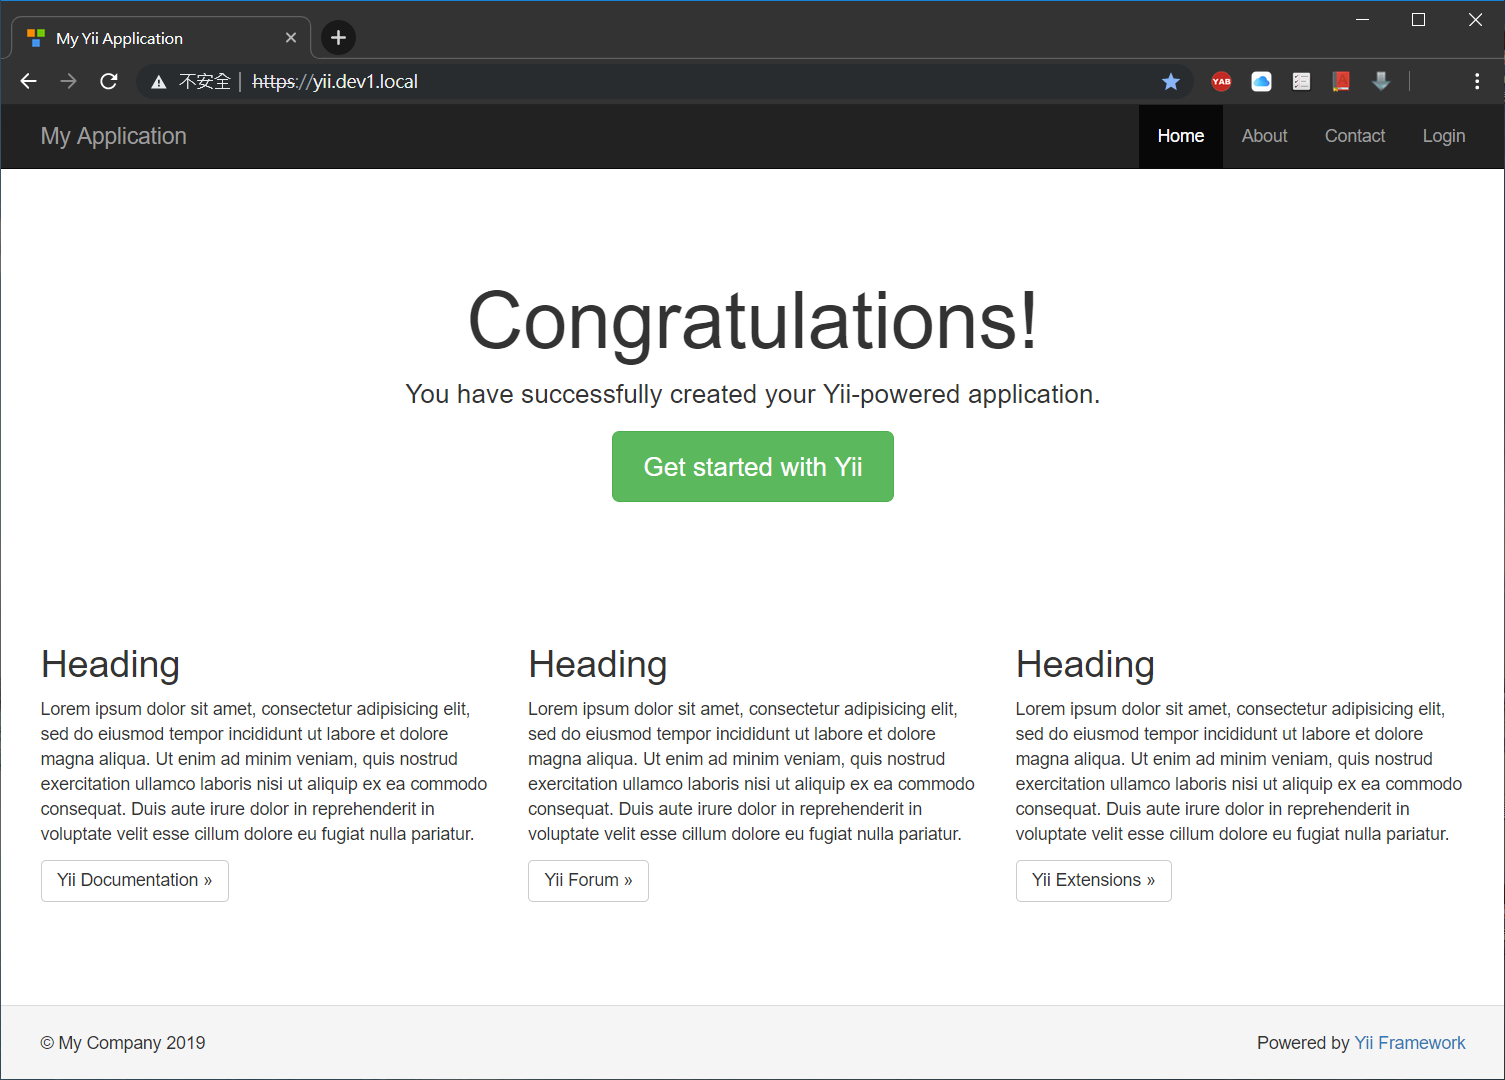 My Yii Application
不安全 https://yii.dev1.local
YAB
My Application
Home About Contact Login
Congratulations!
You have successfully created your Yii-powered application.
Get started with Yii
Heading
Lorem ipsum dolor sit amet, consectetur adipisicing elit,
sed do eiusmod tempor incididunt ut labore et dolore
magna aliqua. Ut enim ad minim veniam, quis nostrud
exercitation ullamco laboris nisi ut aliquip ex ea commodo
consequat. Duis aute irure dolor in reprehenderit in
voluptate velit esse cillum dolore eu fugiat nulla pariatur.
Yii Documentation »
Heading
Lorem ipsum dolor sit amet, consectetur adipisicing elit,
sed do eiusmod tempor incididunt ut labore et dolore
magna aliqua. Ut enim ad minim veniam, quis nostrud
exercitation ullamco laboris nisi ut aliquip ex ea commodo
consequat. Duis aute irure dolor in reprehenderit in
voluptate velit esse cillum dolore eu fugiat nulla pariatur.
Yii Forum »
Heading
Lorem ipsum dolor sit amet, consectetur adipisicing elit,
sed do eiusmod tempor incididunt ut labore et dolore
magna aliqua. Ut enim ad minim veniam, quis nostrud
exercitation ullamco laboris nisi ut aliquip ex ea commodo
consequat. Duis aute irure dolor in reprehenderit in
voluptate velit esse cillum dolore eu fugiat nulla pariatur.
Yii Extensions »
© My Company 2019
Powered by Yii Framework